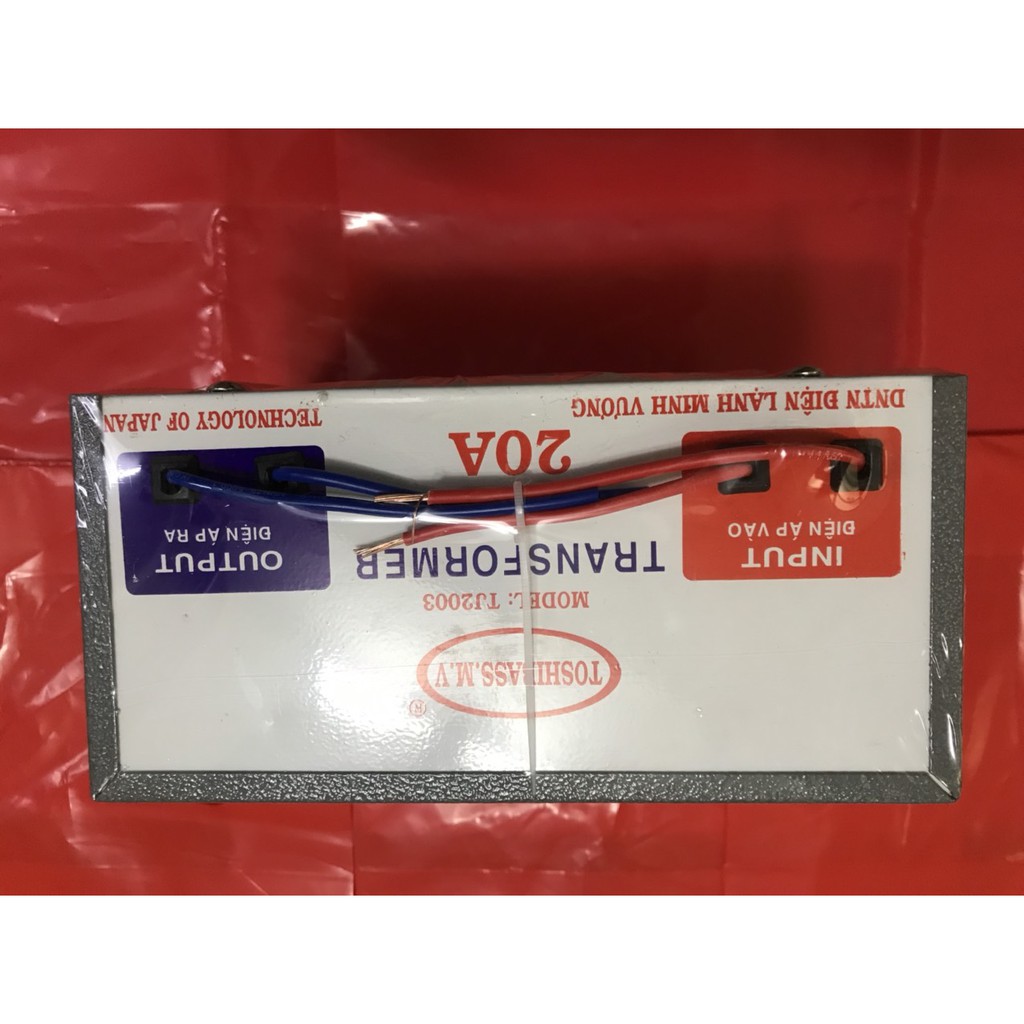 ®
TOSHIBASS.M.V
MODEL: TJ2003
INPUT
ĐIỆN ÁP VÀO
TRANSFORMER
OUTPUT
ĐIỆN ÁP RA
20A
DNTN ĐIỆN LẠNH MINH VƯƠNG
TECHNOLOGY OF JAPAN